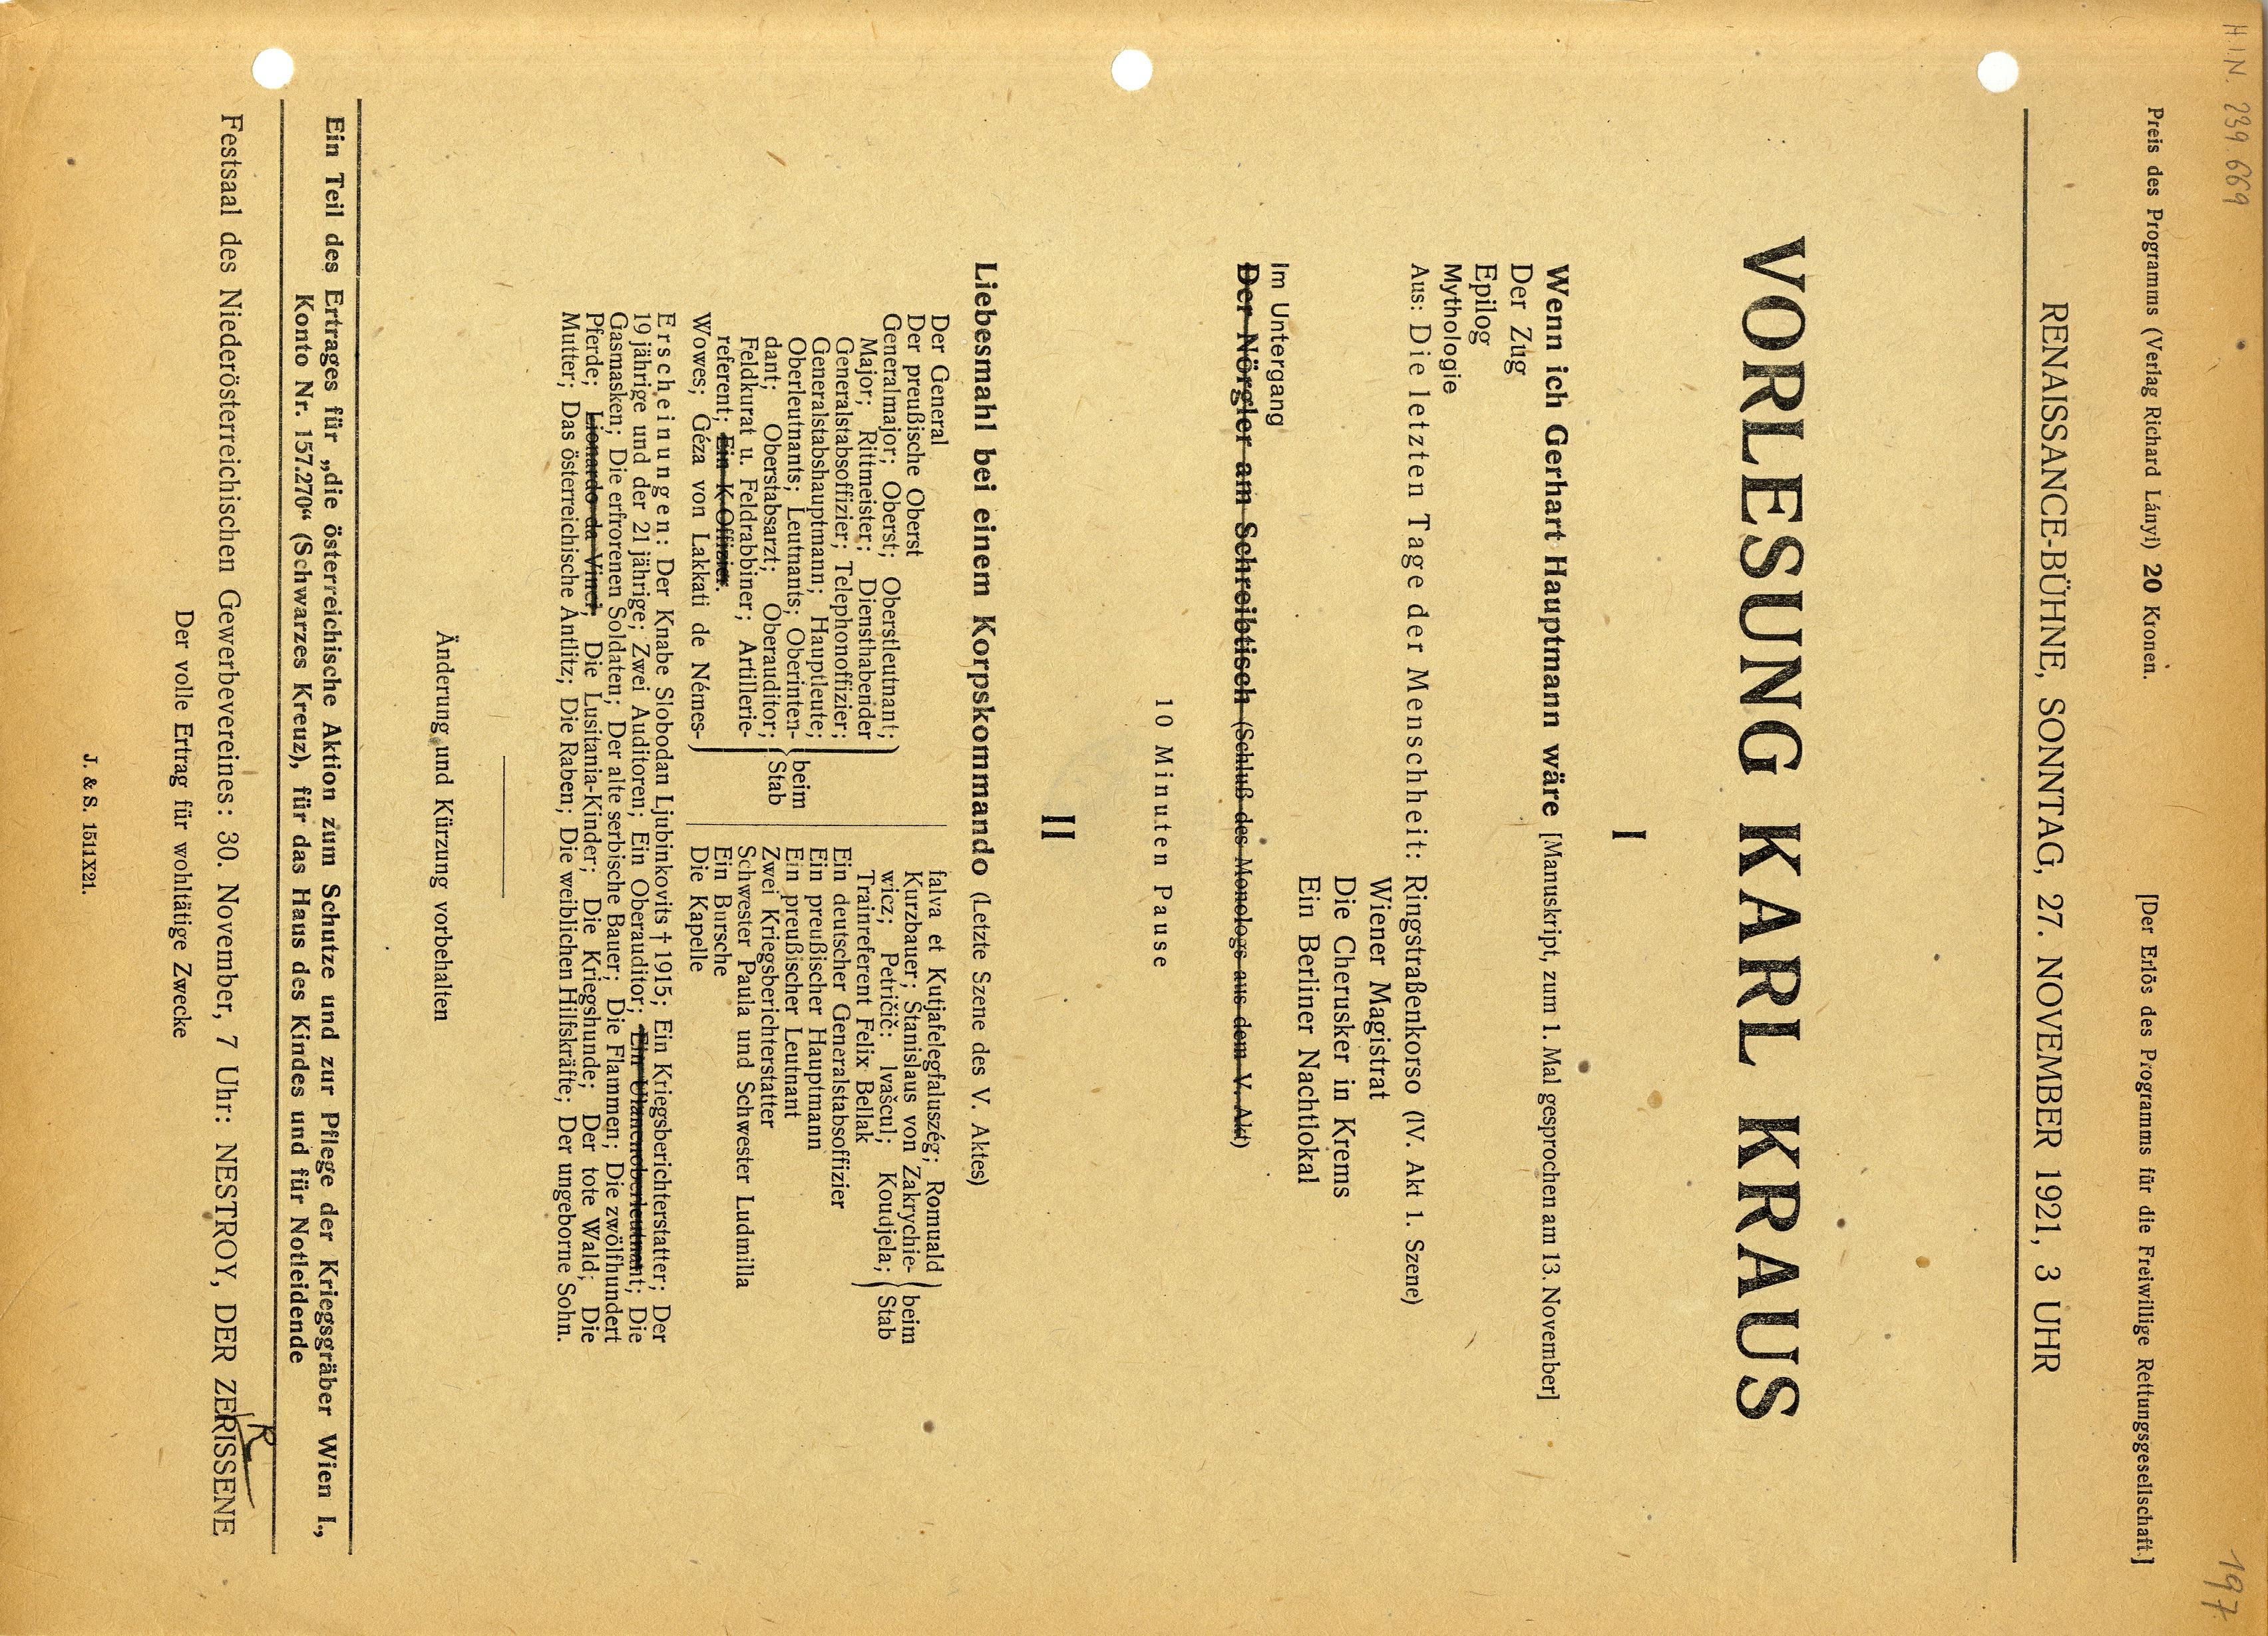 H.I.N. 239.669
197
Preis des Programms (Verlag Richard Lányi) 20 Kronen. [Der Erlös des Programms für die Freiwillige Rettungsgesellschaft.]
RENAISSANCE-BÜHNE, SONNTAG, 27. NOVEMBER 1921, 3 UHR
VORLESUNG KARL KRAUS
I
Wenn ich Gerhart Hauptmann wäre [Manuskript, zum 1. Mal gesprochen am 13. November]
Der Zug
Epilog
Mythologie
Aus: Die letzten Tage der Menschheit: Ringstraßenkorso (IV. Akt 1. Szene)
Wiener Magistrat
Die Cherusker in Krems
Ein Berliner Nachtlokal
Im Untergang
Der Nörgler am Schreibtisch (Schluß des Monologs aus dem V. Akt)
10 Minuten Pause
II
Liebesmahl bei einem Korpskommando (Letzte Szene des V. Aktes)
Der General
Der preußische Oberst
Generalmajor; Oberst; Oberstleutnant;
Major; Rittmeister; Diensthabender
Generalstabsoffizier; Telephonoffizier;
Generalstabshauptmann; Hauptleute;
Oberleutnants; Leutnants; Oberinten-
dant; Oberstabsarzt; Oberauditor;
Feldkurat u. Feldrabbiner; Artillerie-
referent; Ein K-Offizier.
Wowes; Géza von Lakkati de Némes-
beim
Stab
falva et Kutjafelegfaluszég; Romuald
Kurzbauer; Stanislaus von Zakrychie-
wicz; Petričič; Ivašcul; Koudjela;
Trainreferent Felix Bellak
beim
Stab
Ein deutscher Generalstabsoffizier
Ein preußischer Hauptmann
Ein preußischer Leutnant
Zwei Kriegsberichterstatter
Schwester Paula und Schwester Ludmilla
Ein Bursche
Die Kapelle
Erscheinungen: Der Knabe Slobodan Ljubinkovits † 1915; Ein Kriegsberichterstatter; Der
19 jährige und der 21 jährige; Zwei Auditoren; Ein Oberauditor; Ein Ulanenoberleutnant; Die
Gasmasken; Die erfrorenen Soldaten; Der alte serbische Bauer; Die Flammen; Die zwölfhundert
Pferde; Lionardo da Vinci; Die Lusitania-Kinder; Die Kriegshunde; Der tote Wald; Die
Mutter; Das österreichische Antlitz; Die Raben; Die weiblichen Hilfskräfte; Der ungeborne Sohn.
Änderung und Kürzung vorbehalten
Ein Teil des Ertrages für „die österreichische Aktion zum Schutze und zur Pflege der Kriegsgräber Wien I.,
Konto Nr. 157.270“ (Schwarzes Kreuz), für das Haus des Kindes und für Notleidende
Festsaal des Niederösterreichischen Gewerbevereines: 30. November, 7 Uhr: NESTROY, DER ZERISSENE
R
Der volle Ertrag für wohltätige Zwecke
J. & S. 1511X21.